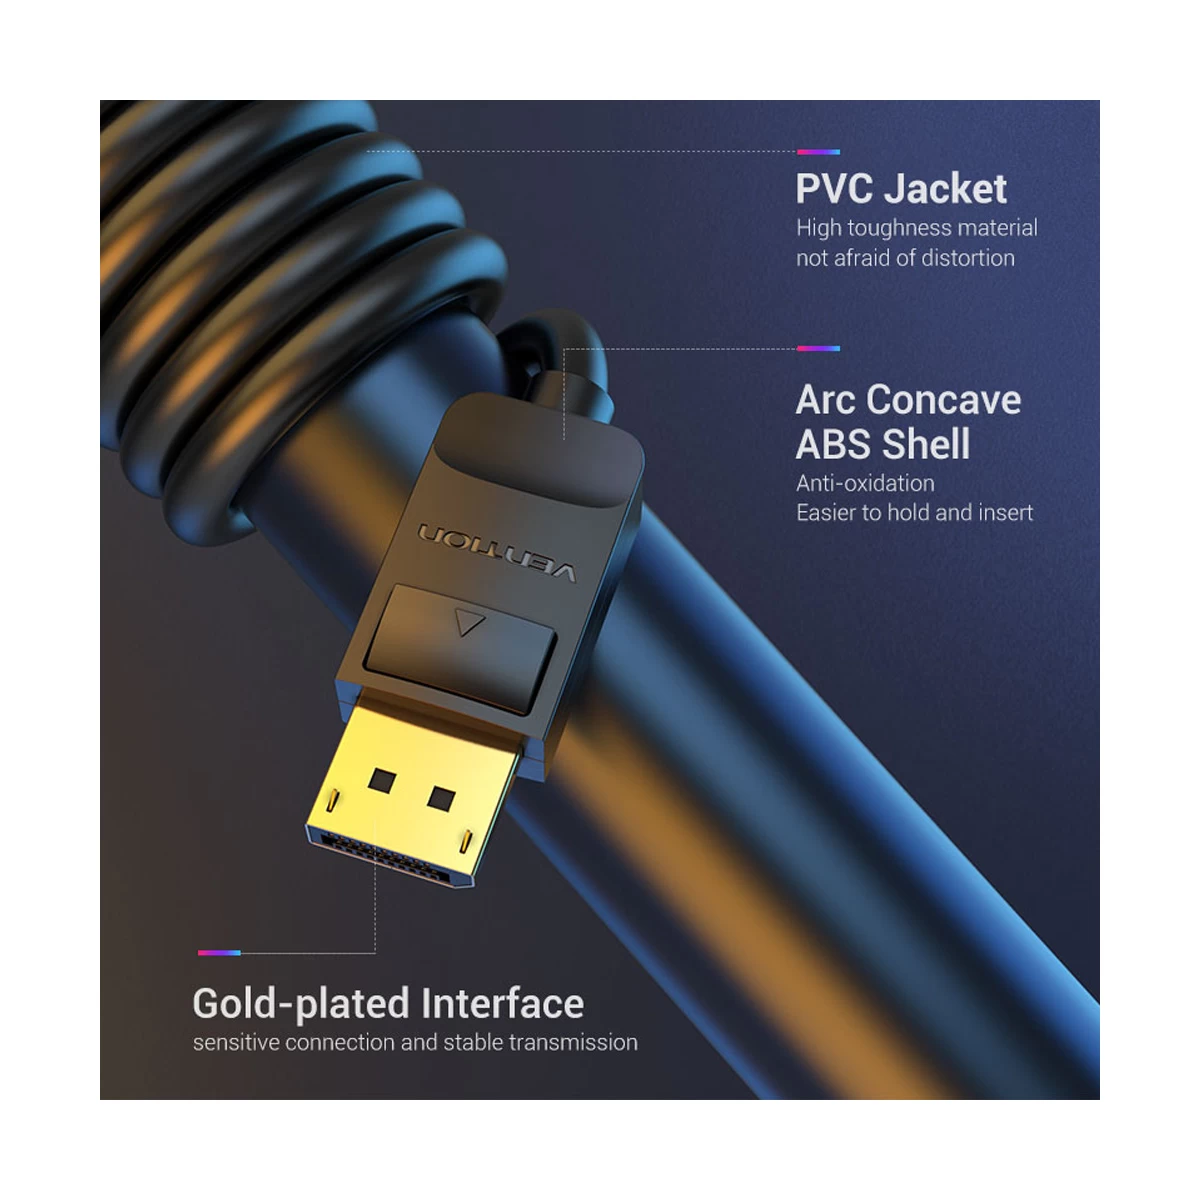 PVC Jacket
High toughness material
not afraid of distortion
Arc Concave
ABS Shell
Anti-oxidation
Easier to hold and insert
VENTION
Gold-plated Interface
sensitive connection and stable transmission